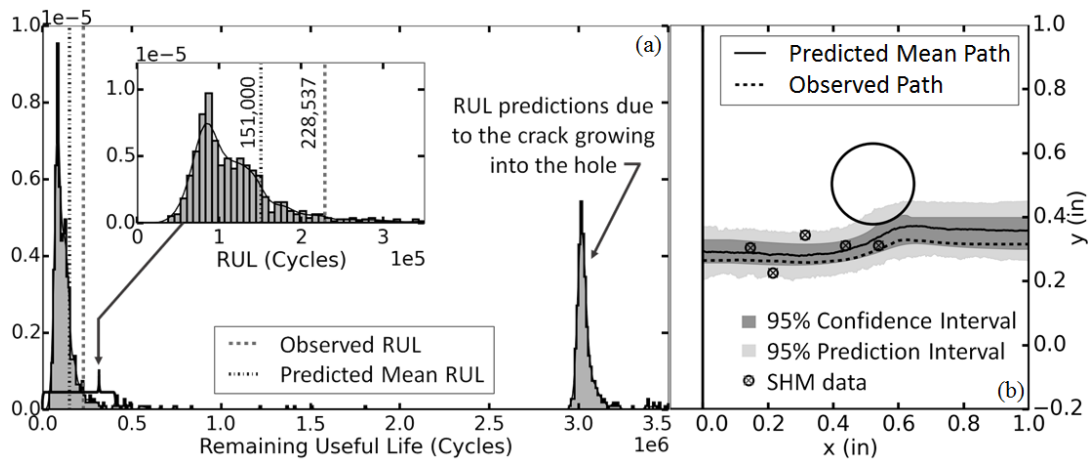 1e−5
(a)
1.0
0.8
0.6
0.4
0.2
0.0
0.0 0.5 1.0 1.5 2.0 2.5 3.0 3.5
1e6
Remaining Useful Life (Cycles)
1e−5
1.0
0.5
0
0 1 2 3
1e5
RUL (Cycles)
151,000
228,537
RUL predictions due
to the crack growing
into the hole
Observed RUL
Predicted Mean RUL
Predicted Mean Path
Observed Path
95% Confidence Interval
95% Prediction Interval
SHM data
(b)
1.0
0.8
0.6
0.4
0.2
0.0
−0.2
y (in)
0.0 0.2 0.4 0.6 0.8 1.0
x (in)